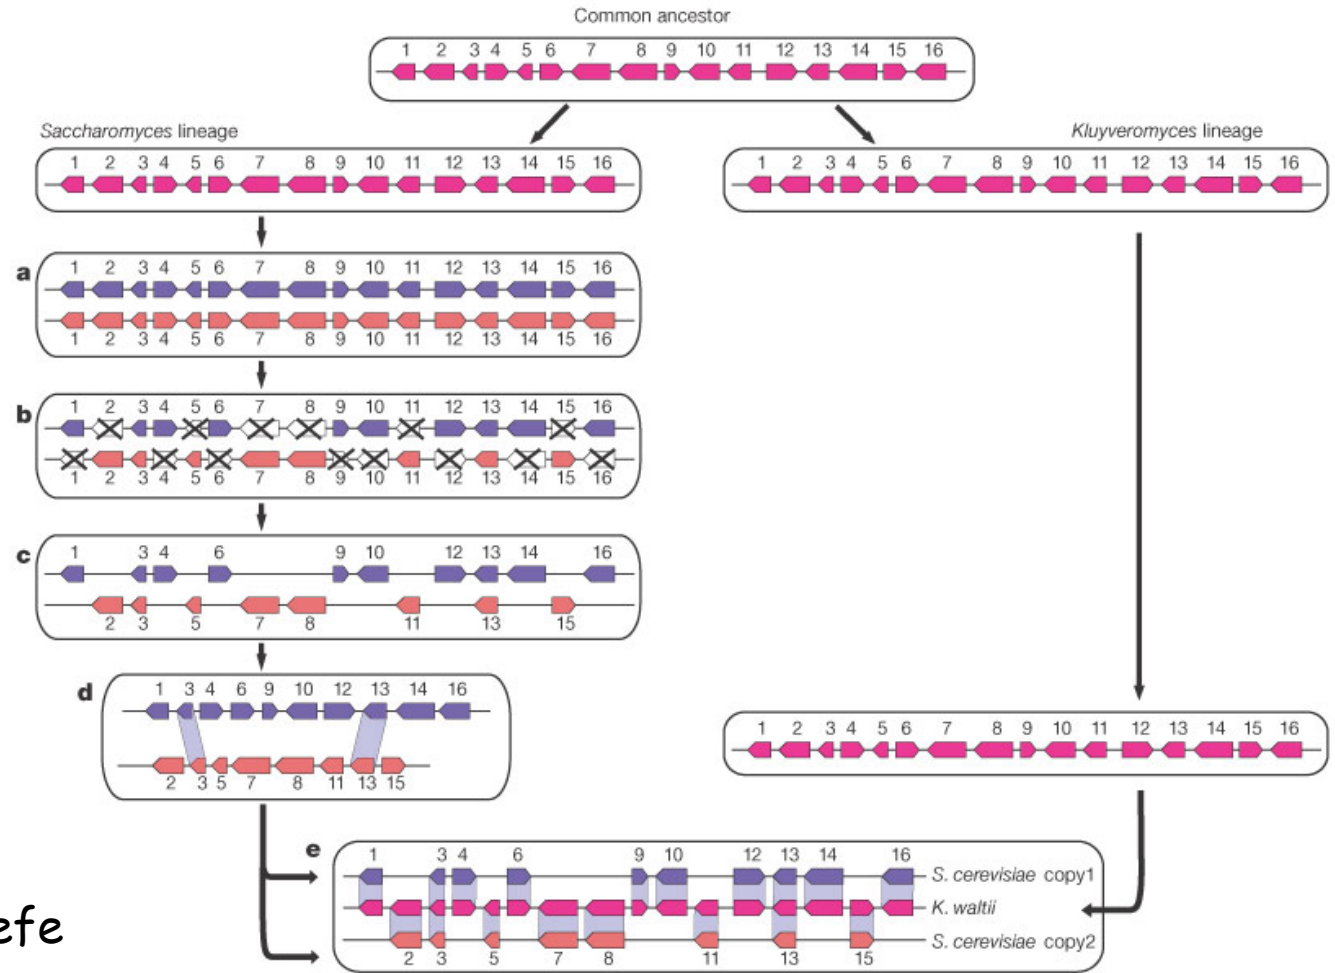 Common ancestor
1 2 3 4 5 6 7 8 9 10 11 12 13 14 15 16
Saccharomyces lineage
Kluyveromyces lineage
1 2 3 4 5 6 7 8 9 10 11 12 13 14 15 16
1 2 3 4 5 6 7 8 9 10 11 12 13 14 15 16
a
1 2 3 4 5 6 7 8 9 10 11 12 13 14 15 16
1 2 3 4 5 6 7 8 9 10 11 12 13 14 15 16
b
1 2 3 4 5 6 7 8 9 10 11 12 13 14 15 16
1 2 3 4 5 6 7 8 9 10 11 12 13 14 15 16
c
1 3 4 6 9 10 12 13 14 16
2 3 5 7 8 11 13 15
d
1 3 4 6 9 10 12 13 14 16
2 3 5 7 8 11 13 15
1 2 3 4 5 6 7 8 9 10 11 12 13 14 15 16
e
1 3 4 6 9 10 12 13 14 16
S. cerevisiae copy1
K. waltii
S. cerevisiae copy2
2 3 5 7 8 11 13 15
efe